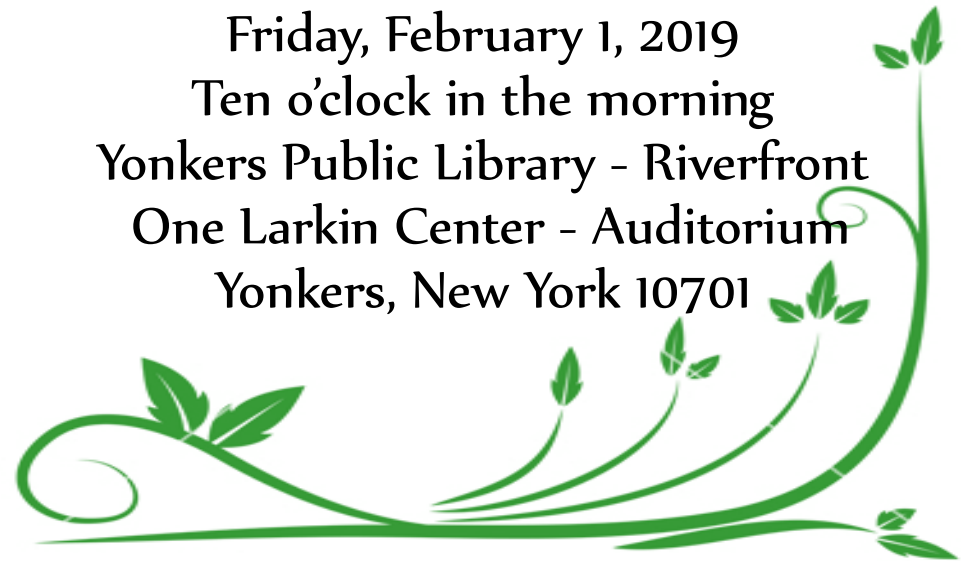 Friday, February 1, 2019
Ten o’clock in the morning
Yonkers Public Library - Riverfront
One Larkin Center - Auditorium
Yonkers, New York 10701